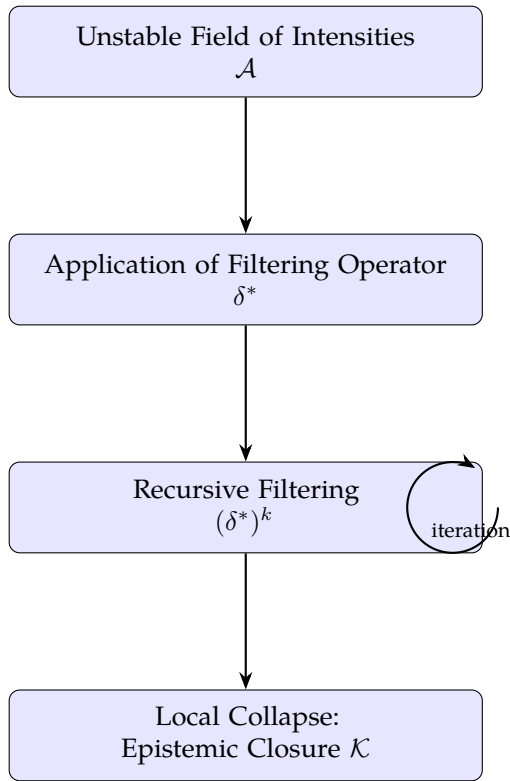 Unstable Field of Intensities
𝒜
Application of Filtering Operator
δ*
Recursive Filtering
(δ*)ᵏ
iteration
Local Collapse:
Epistemic Closure 𝒦